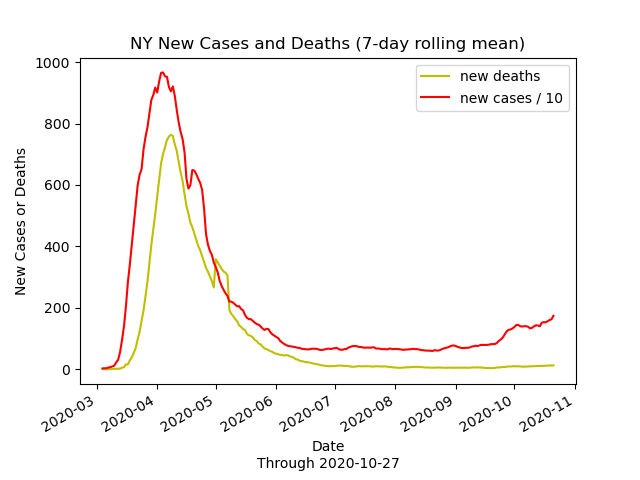 NY New Cases and Deaths (7-day rolling mean)
new deaths
new cases / 10
New Cases or Deaths
1000
800
600
400
200
0
2020-03
2020-04
2020-05
2020-06
2020-07
2020-08
2020-09
2020-10
2020-11
Date
Through 2020-10-27